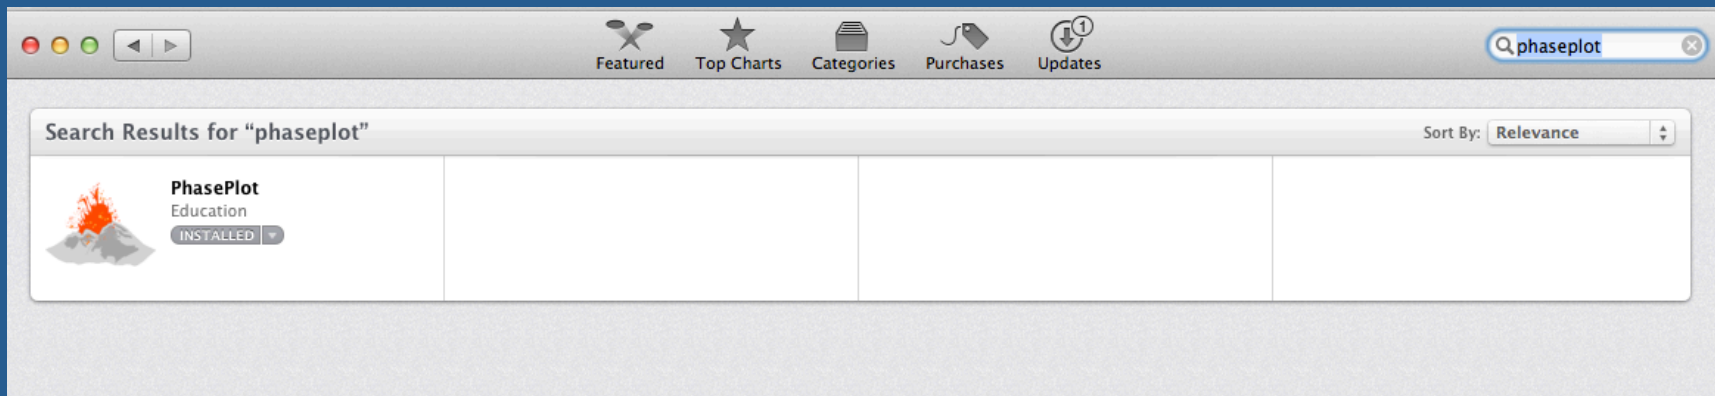 1
Featured Top Charts Categories Purchases Updates
phaseplot
Search Results for “phaseplot”
Sort By: Relevance
PhasePlot
Education
INSTALLED